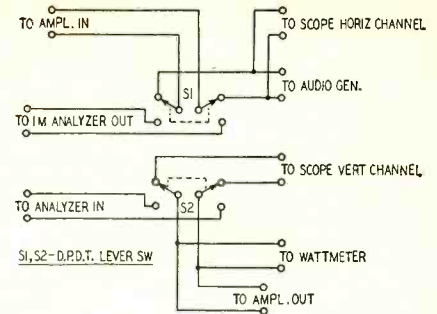 TO AMPL. IN
TO SCOPE HORIZ CHANNEL
S1
TO AUDIO GEN.
TO IM ANALYZER OUT
TO SCOPE VERT CHANNEL
TO ANALYZER IN
S2
S1, S2-D.P.D.T. LEVER SW
TO WATTMETER
TO AMPL. OUT